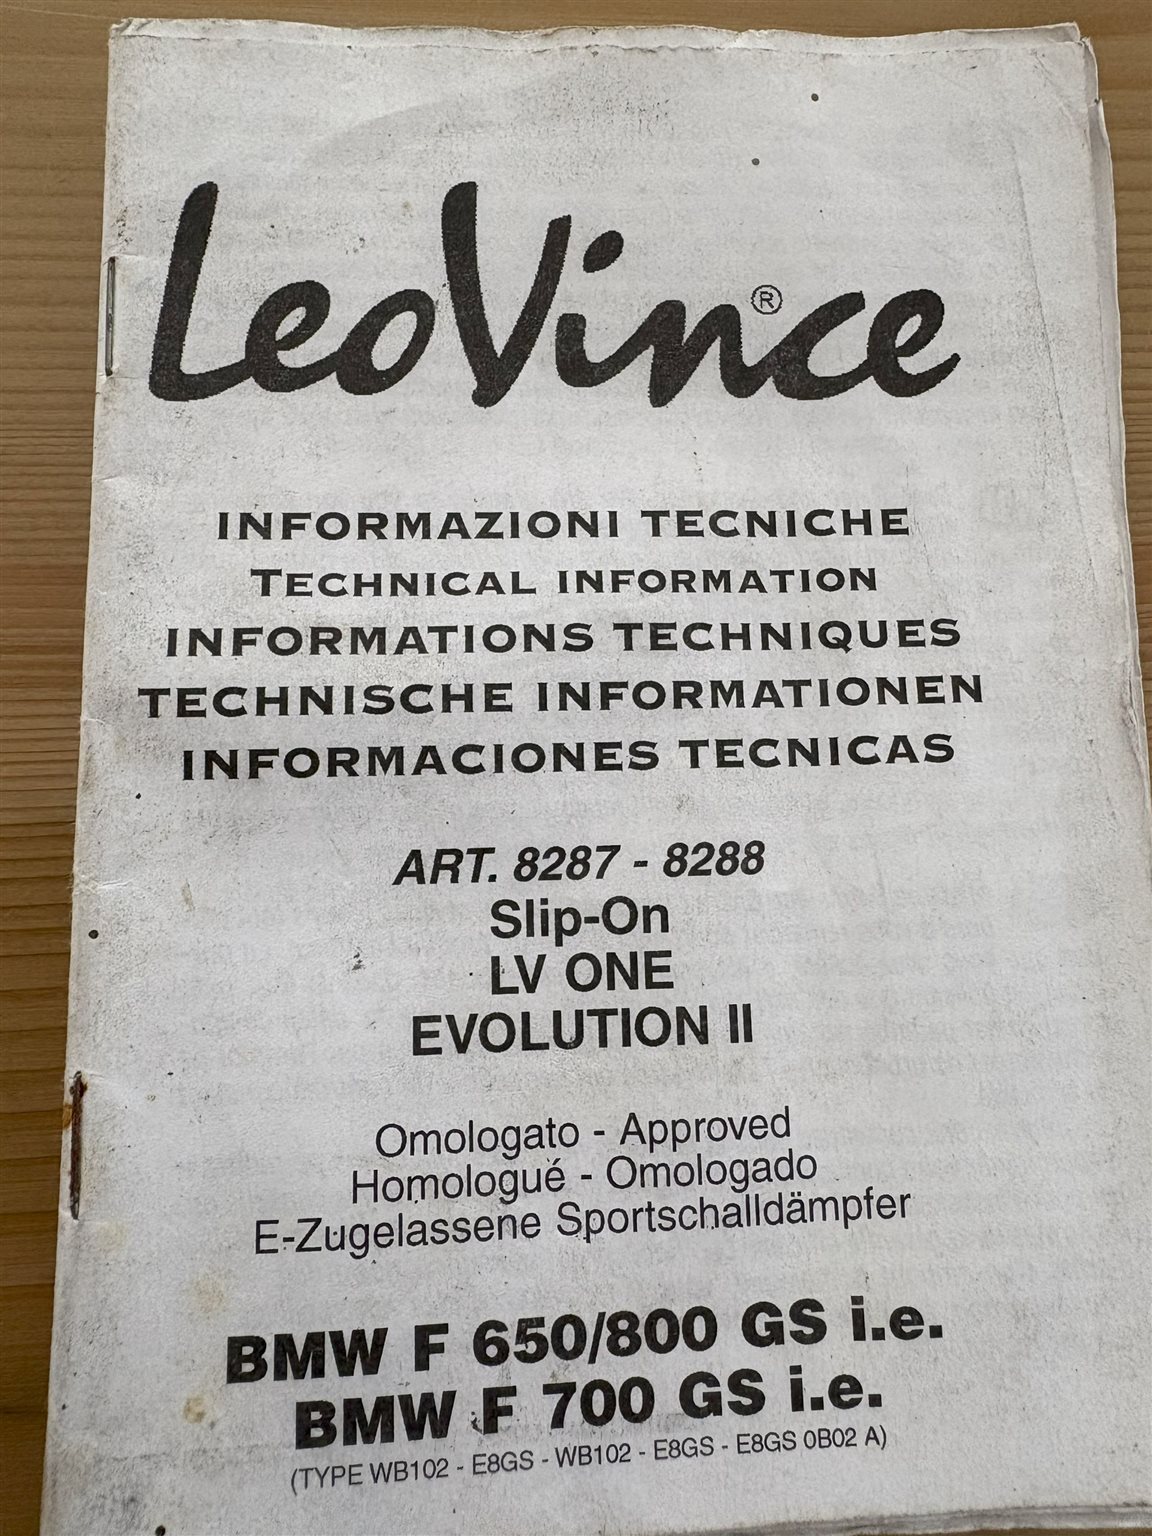 LeoVince®
INFORMAZIONI TECNICHE
TECHNICAL INFORMATION
INFORMATIONS TECHNIQUES
TECHNISCHE INFORMATIONEN
INFORMACIONES TECNICAS
ART. 8287 - 8288
Slip-On
LV ONE
EVOLUTION II
Omologato - Approved
Homologué - Omologado
E-Zugelassene Sportschalldämpfer
BMW F 650/800 GS i.e.
BMW F 700 GS i.e.
(TYPE WB102 - E8GS - WB102 - E8GS - E8GS 0B02 A)